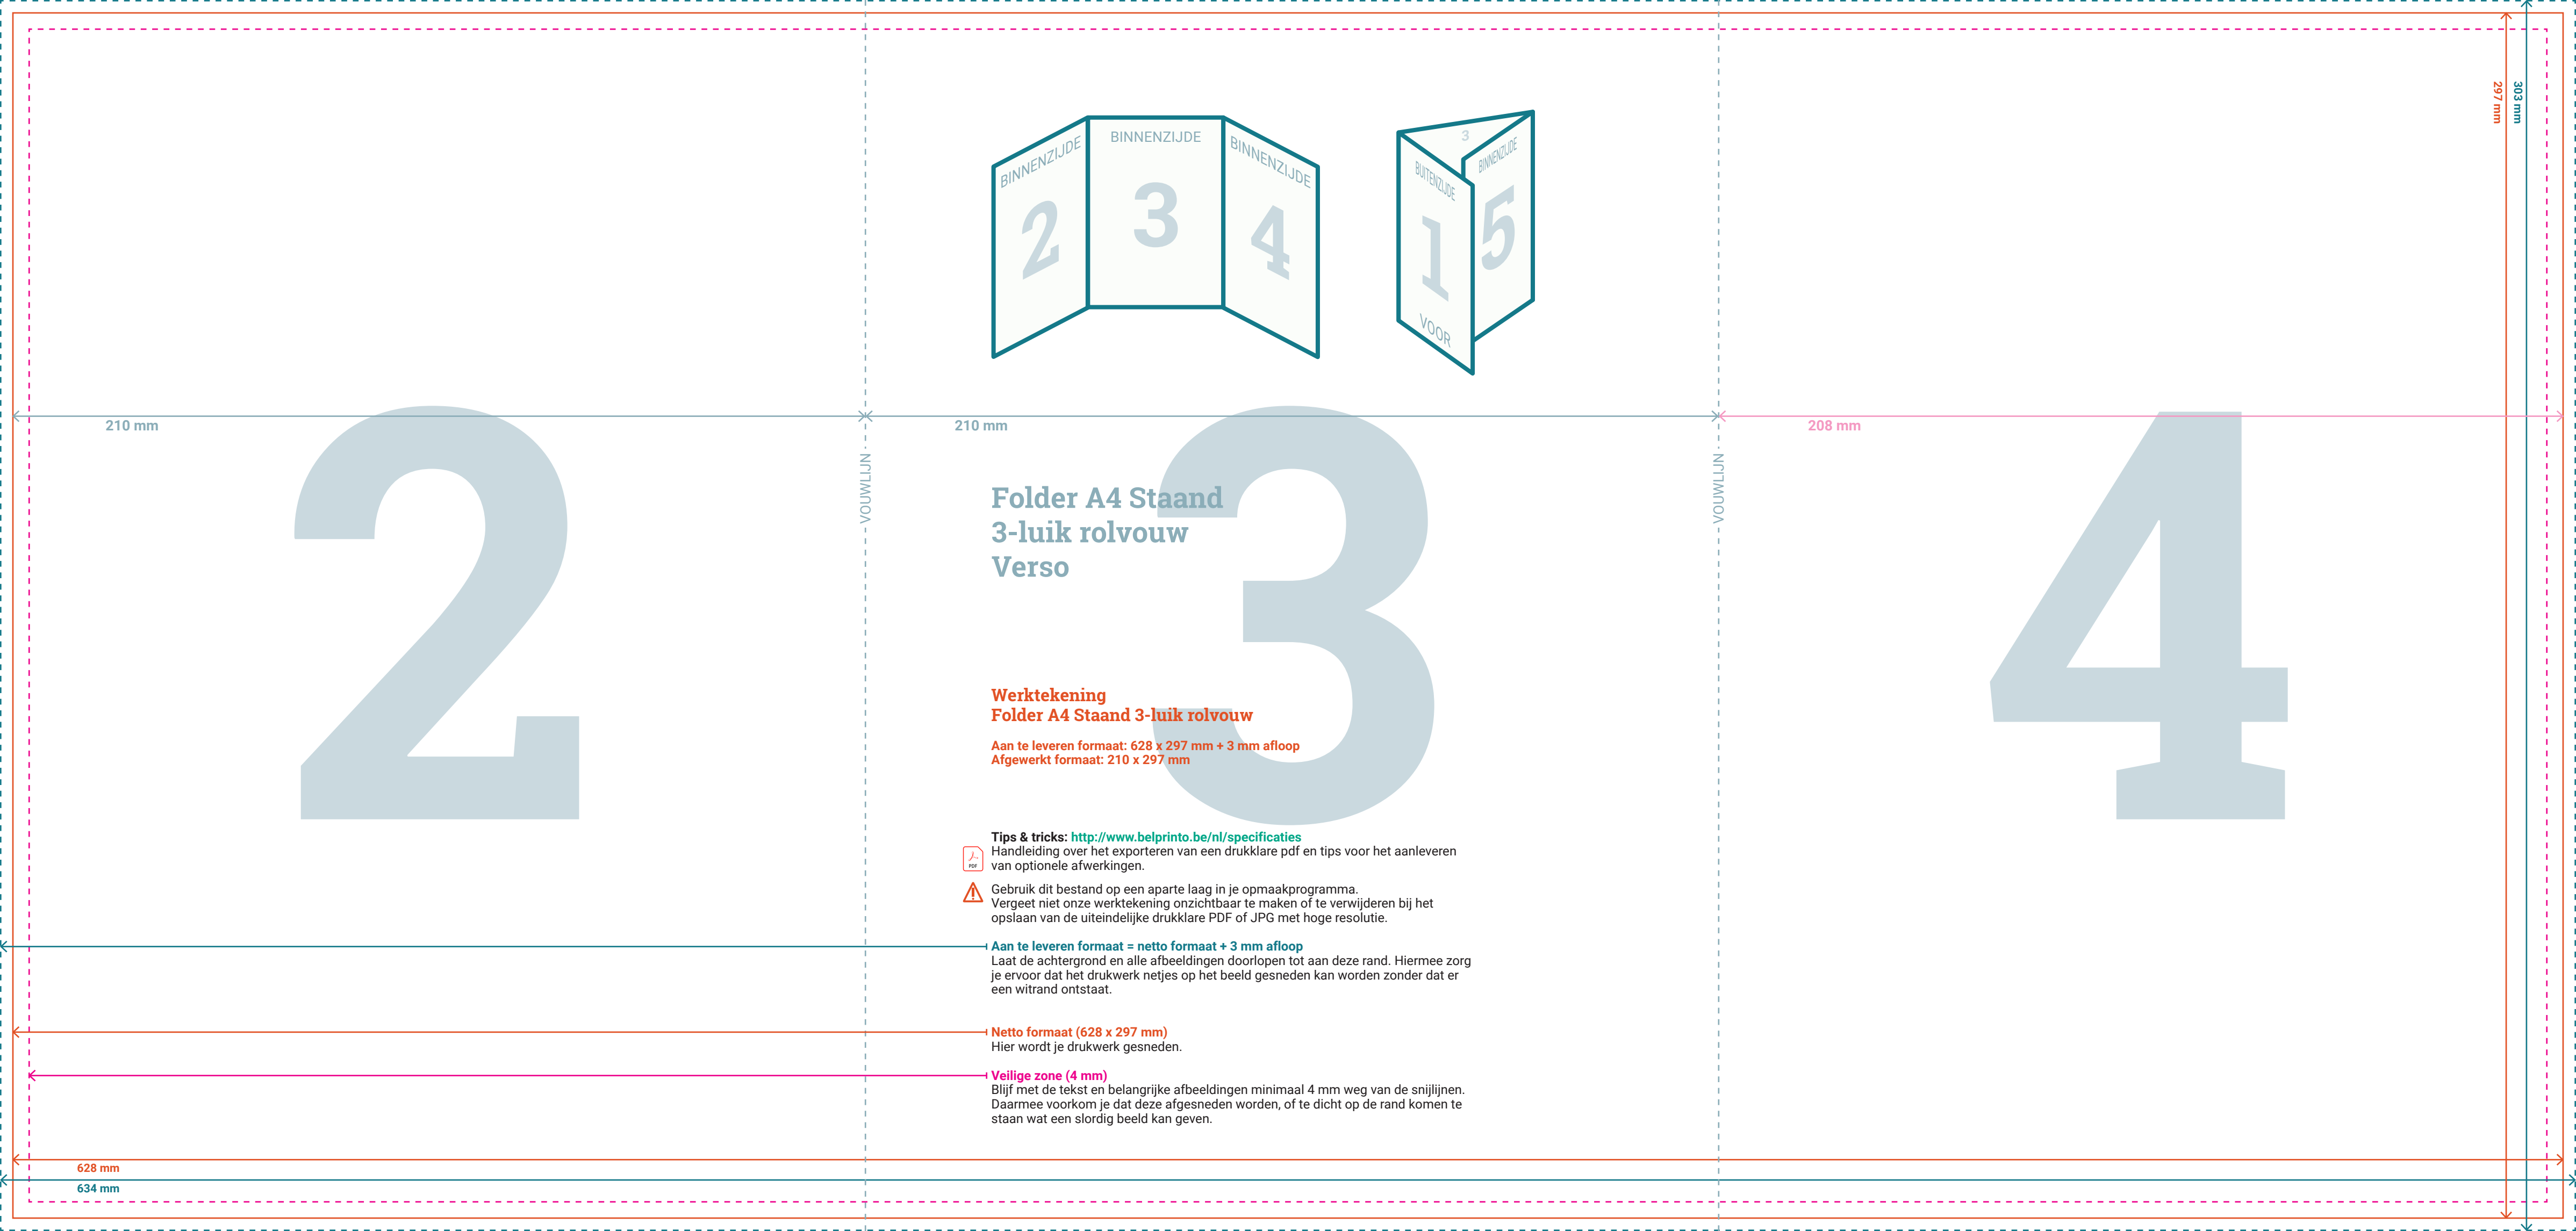 297 mm
303 mm
BINNENZIJDE
2
BINNENZIJDE
3
BINNENZIJDE
4
3
BUITENZIJDE
1
VOOR
BINNENZIJDE
5
210 mm
210 mm
208 mm
VOUWLIJN
VOUWLIJN
2
3
4
Folder A4 Staand
3-luik rolvouw
Verso
Werktekening
Folder A4 Staand 3-luik rolvouw
Aan te leveren formaat: 628 x 297 mm + 3 mm afloop
Afgewerkt formaat: 210 x 297 mm
Tips & tricks: http://www.belprinto.be/nl/specificaties
PDF
Handleiding over het exporteren van een drukklare pdf en tips voor het aanleveren
van optionele afwerkingen.
Gebruik dit bestand op een aparte laag in je opmaakprogramma.
Vergeet niet onze werktekening onzichtbaar te maken of te verwijderen bij het
opslaan van de uiteindelijke drukklare PDF of JPG met hoge resolutie.
Aan te leveren formaat = netto formaat + 3 mm afloop
Laat de achtergrond en alle afbeeldingen doorlopen tot aan deze rand. Hiermee zorg
je ervoor dat het drukwerk netjes op het beeld gesneden kan worden zonder dat er
een witrand ontstaat.
Netto formaat (628 x 297 mm)
Hier wordt je drukwerk gesneden.
Veilige zone (4 mm)
Blijf met de tekst en belangrijke afbeeldingen minimaal 4 mm weg van de snijlijnen.
Daarmee voorkom je dat deze afgesneden worden, of te dicht op de rand komen te
staan wat een slordig beeld kan geven.
628 mm
634 mm